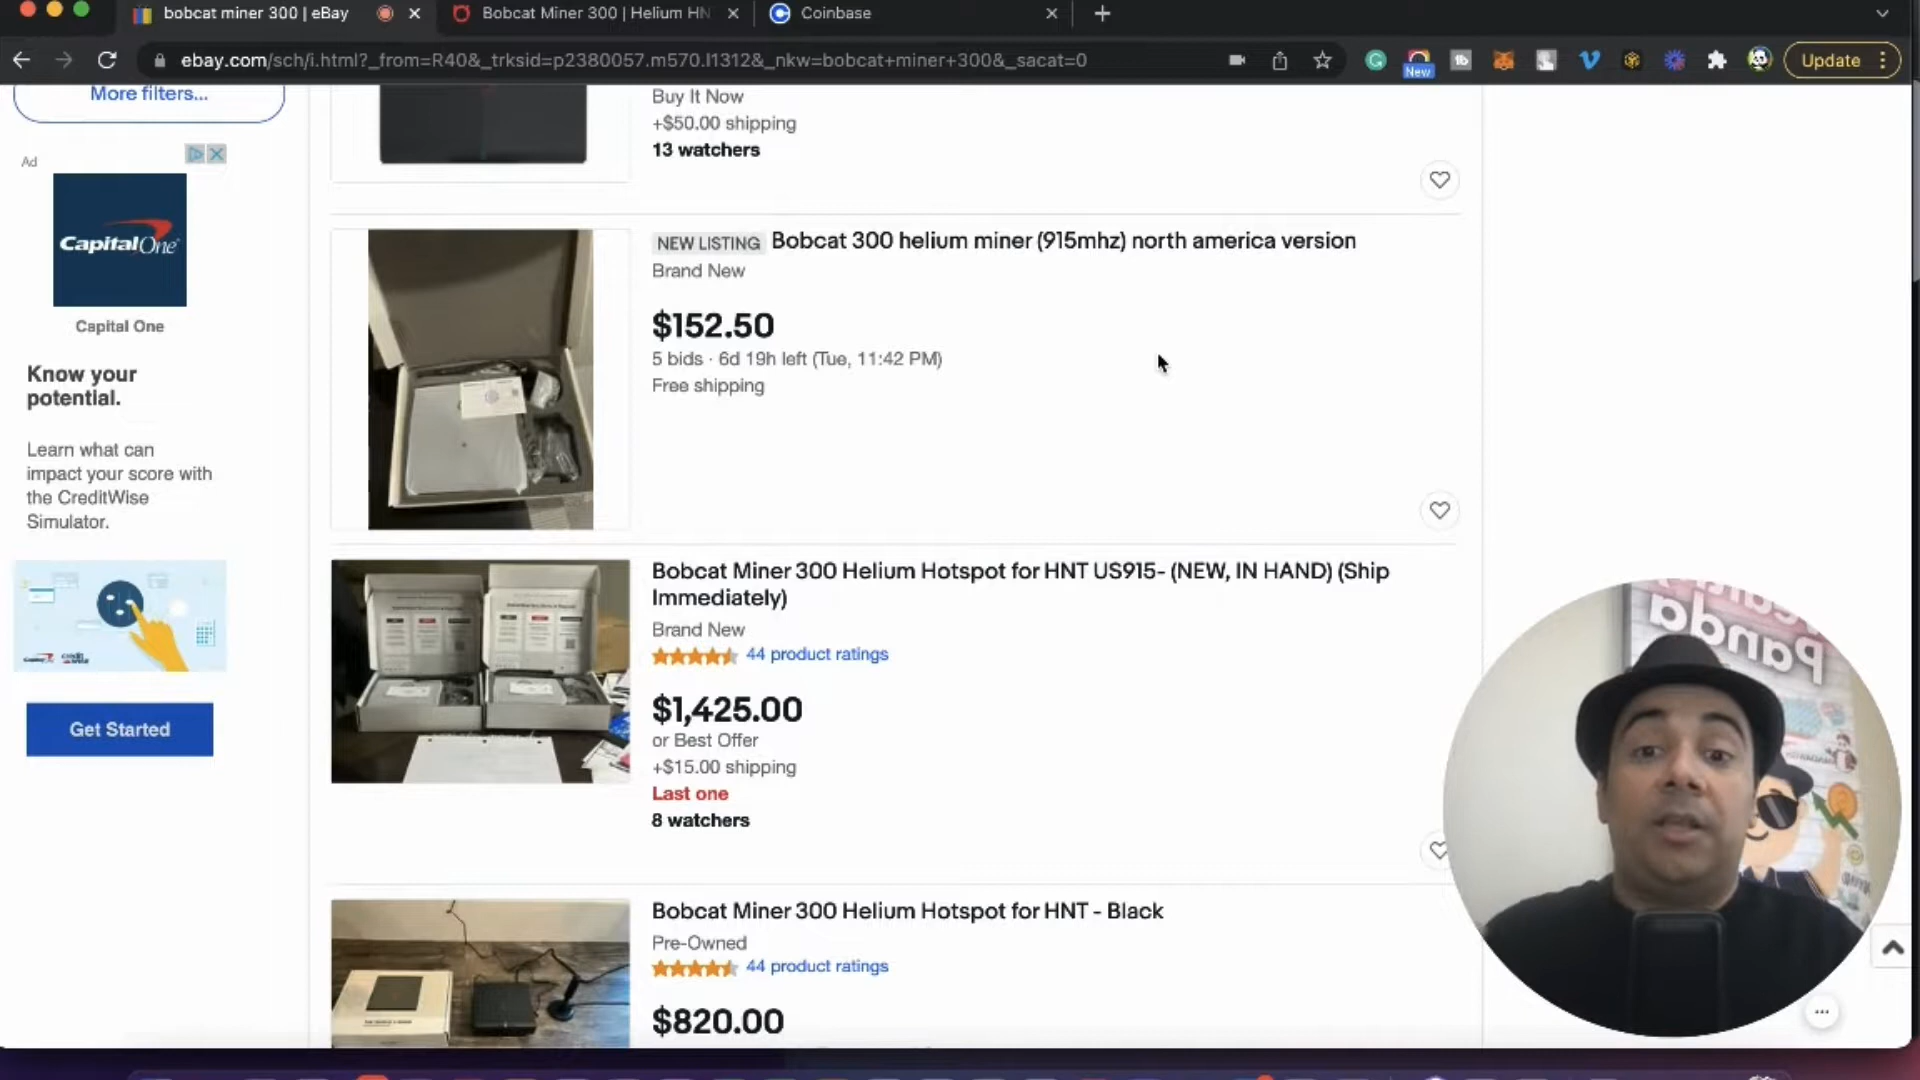 bobcat miner 300 | eBay
Bobcat Miner 300 | Helium HN
Coinbase
ebay.com/sch/i.html?_from=R40&_trksid=p2380057.m570.l1312&_nkw=bobcat+miner+300&_sacat=0
New
Update
More filters...
Buy It Now
+$50.00 shipping
13 watchers
Ad
CapitalOne
Capital One
Know your
potential.
Learn what can
impact your score with
the CreditWise
Simulator.
Get Started
NEW LISTING Bobcat 300 helium miner (915mhz) north america version
Brand New
$152.50
5 bids · 6d 19h left (Tue, 11:42 PM)
Free shipping
Bobcat Miner 300 Helium Hotspot for HNT US915- (NEW, IN HAND) (Ship
Immediately)
Brand New
44 product ratings
$1,425.00
or Best Offer
+$15.00 shipping
Last one
8 watchers
Bobcat Miner 300 Helium Hotspot for HNT - Black
Pre-Owned
44 product ratings
$820.00
Panda